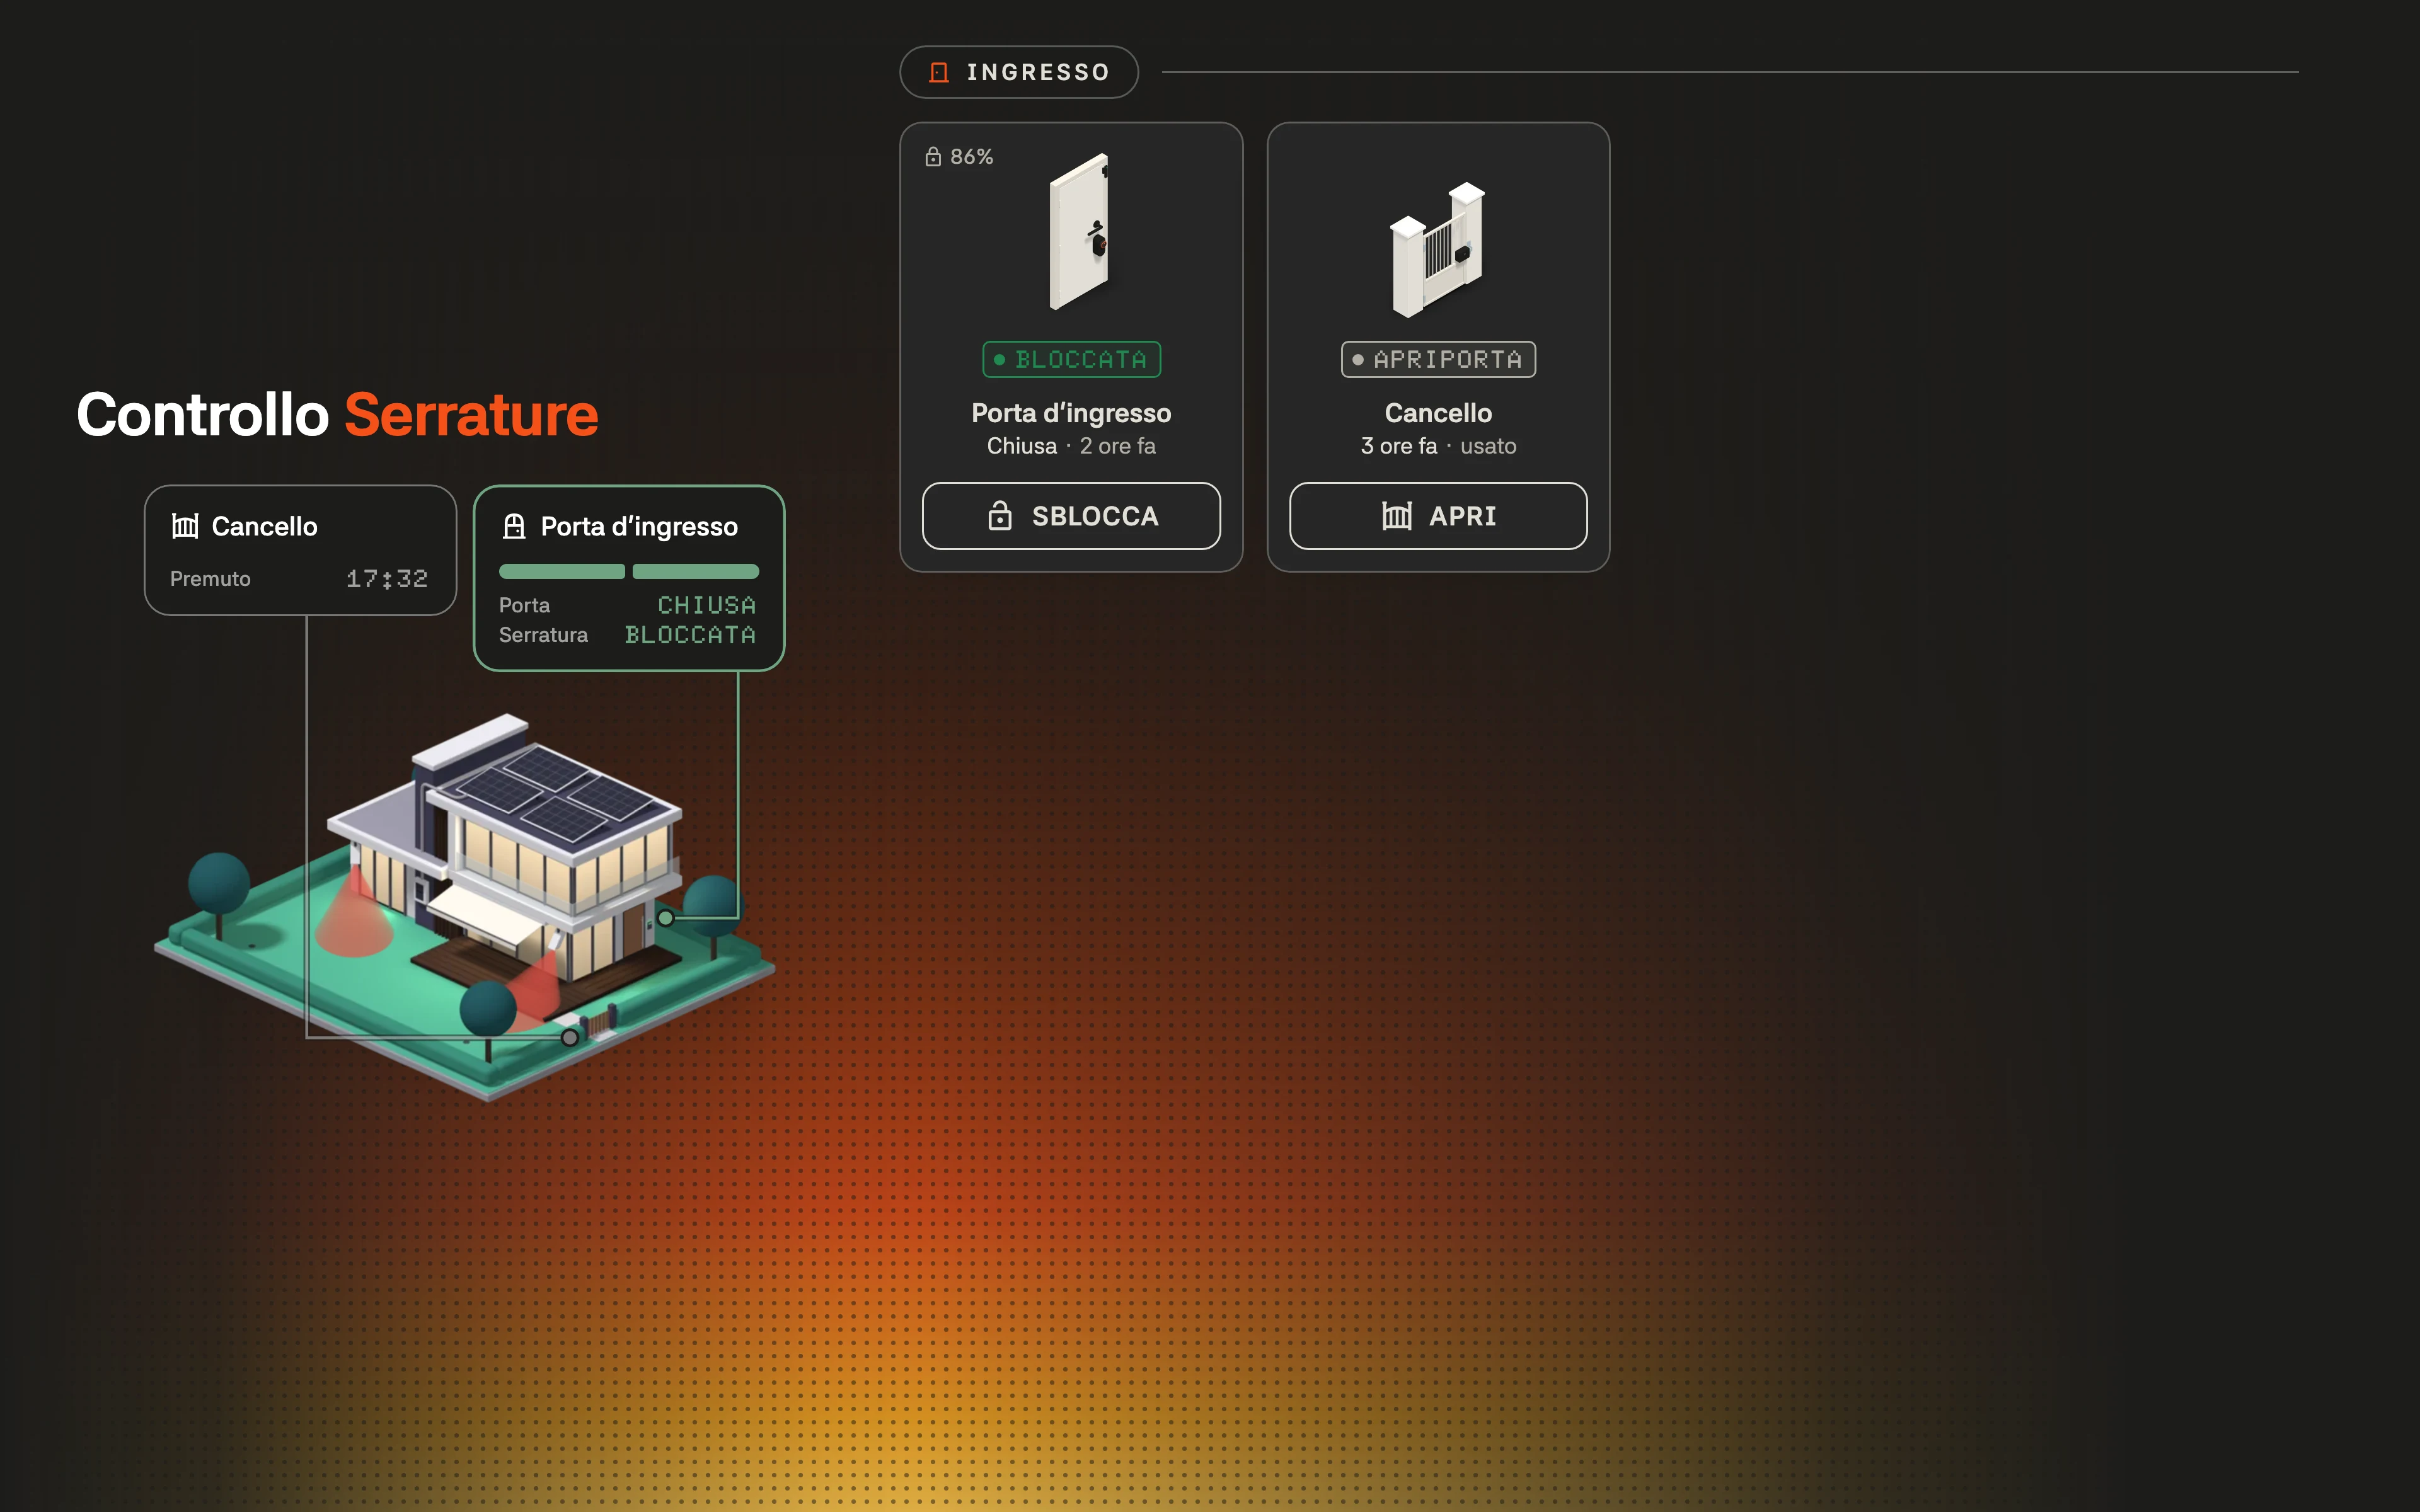 INGRESSO
86%
BLOCCATA
Porta d’ingresso
Chiusa · 2 ore fa
SBLOCCA
APRIPORTA
Cancello
3 ore fa · usato
APRI
Controllo Serrature
Cancello
Premuto 17:32
Porta d’ingresso
Porta CHIUSA
Serratura BLOCCATA